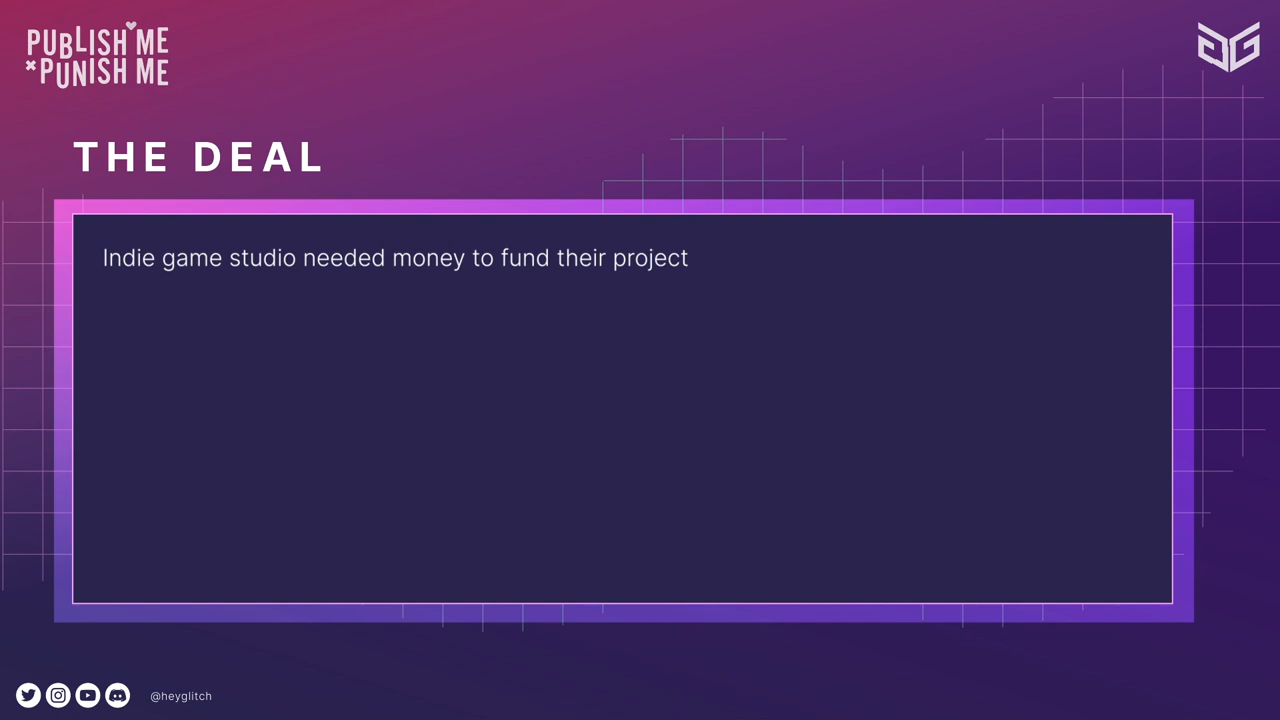 PUBLISH ME
PUNISH ME
THE DEAL
Indie game studio needed money to fund their project
@heyglitch